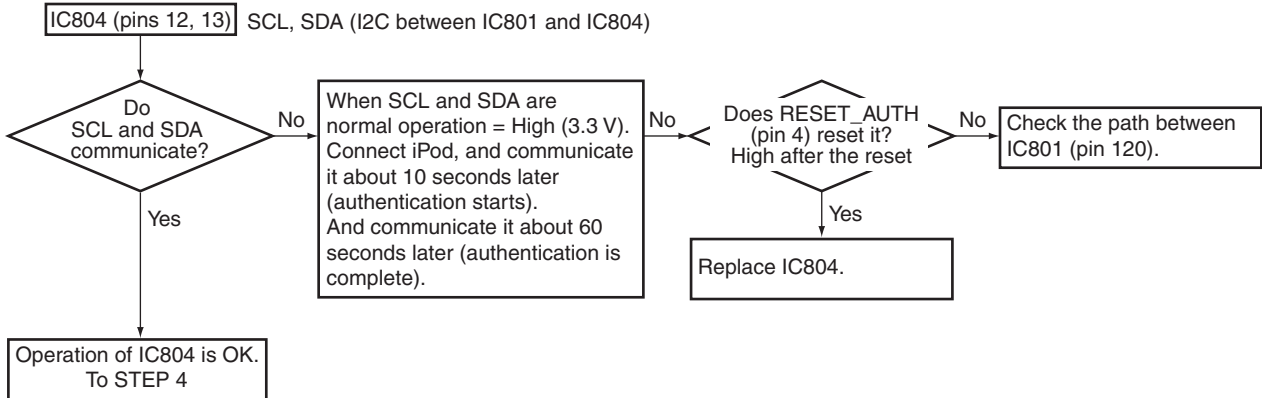 IC804 (pins 12, 13)
SCL, SDA (I2C between IC801 and IC804)
Do
SCL and SDA
communicate?
No
When SCL and SDA are
normal operation = High (3.3 V).
Connect iPod, and communicate
it about 10 seconds later
(authentication starts).
And communicate it about 60
seconds later (authentication is
complete).
No
Does RESET_AUTH
(pin 4) reset it?
High after the reset
No
Check the path between
IC801 (pin 120).
Yes
Yes
Replace IC804.
Operation of IC804 is OK.
To STEP 4